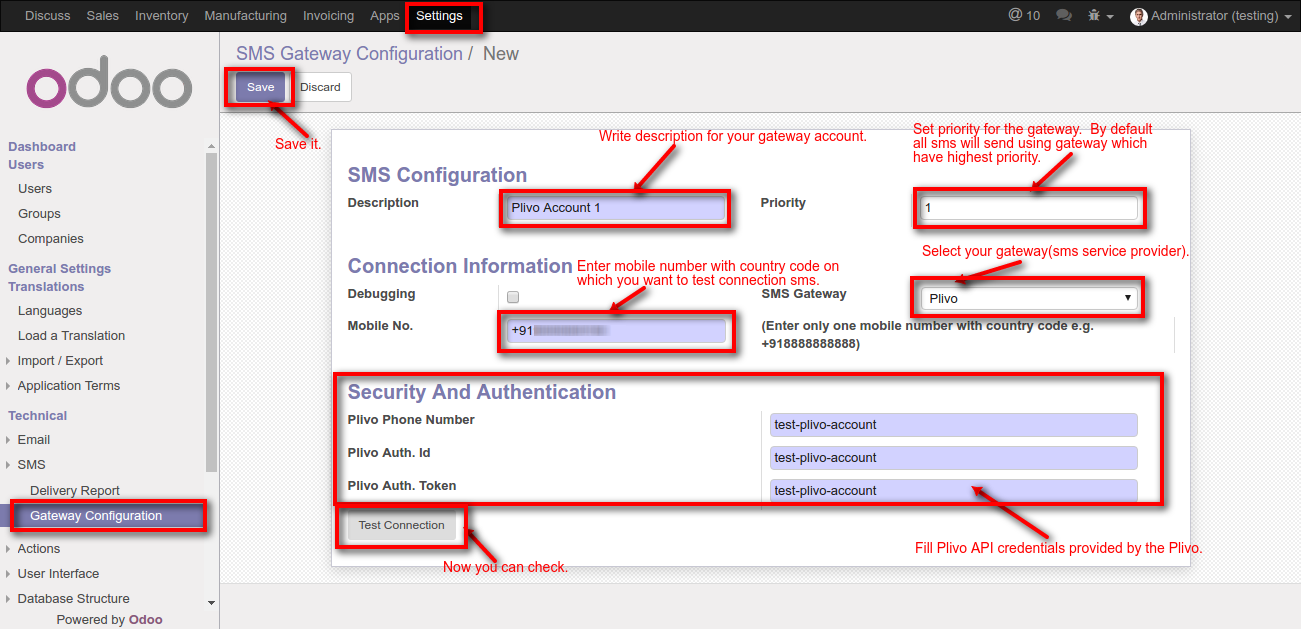 Discuss Sales Inventory Manufacturing Invoicing Apps Settings @ 10 Administrator (testing)
odoo
SMS Gateway Configuration / New
Save Discard
Save it.
Write description for your gateway account.
Set priority for the gateway. By default
all sms will send using gateway which
have highest priority.
Dashboard
Users
Users
Groups
Companies
General Settings
Translations
Languages
Load a Translation
Import / Export
Application Terms
Technical
Email
SMS
Delivery Report
Gateway Configuration
Actions
User Interface
Database Structure
Powered by Odoo
SMS Configuration
Description Plivo Account 1 Priority 1
Select your gateway(sms service provider).
Connection Information
Enter mobile number with country code on
which you want to test connection sms.
Debugging SMS Gateway Plivo
Mobile No. +91 (Enter only one mobile number with country code e.g.
+918888888888)
Security And Authentication
Plivo Phone Number test-plivo-account
Plivo Auth. Id test-plivo-account
Plivo Auth. Token test-plivo-account
Test Connection
Fill Plivo API credentials provided by the Plivo.
Now you can check.